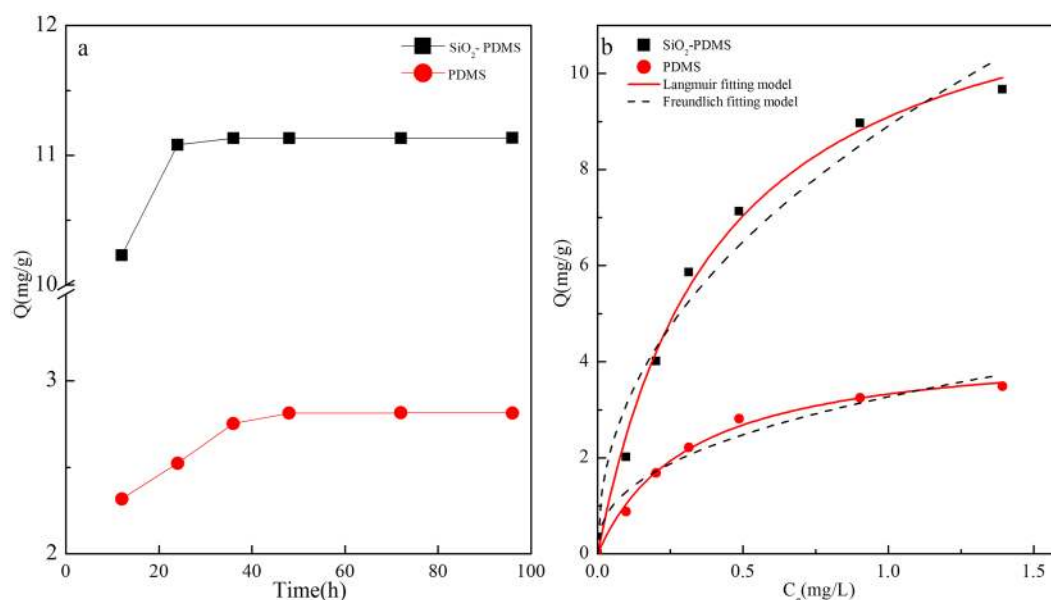 a
SiO₂- PDMS
PDMS
Q(mg/g)
12
11
10
3
2
0
20
40
60
80
100
Time(h)
b
SiO₂-PDMS
PDMS
Langmuir fitting model
Freundlich fitting model
Q(mg/g)
10
8
6
4
2
0
0.0
0.5
1.0
1.5
C (mg/L)